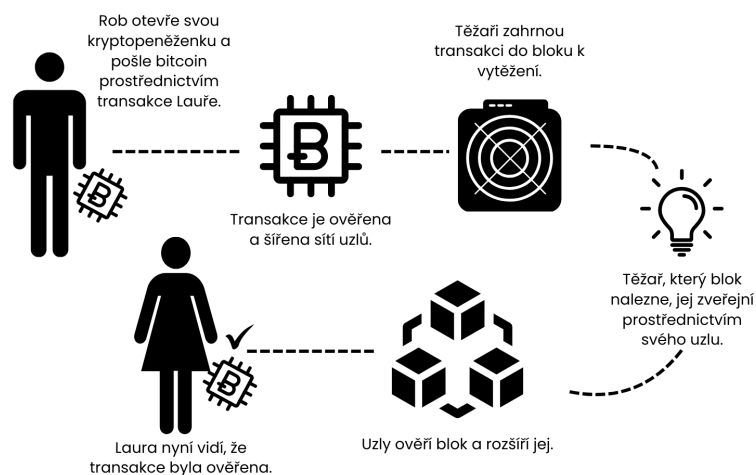 Rob otevře svou
kryptopeněženku a
pošle bitcoin
prostřednictvím
transakce Lauře.
Transakce je ověřena
a šířena sítí uzlů.
Těžaři zahrnou
transakci do bloku k
vytěžení.
Těžař, který blok
nalezne, jej zveřejní
prostřednictvím
svého uzlu.
Uzly ověří blok a rozšíří jej.
Laura nyní vidí, že
transakce byla ověřena.